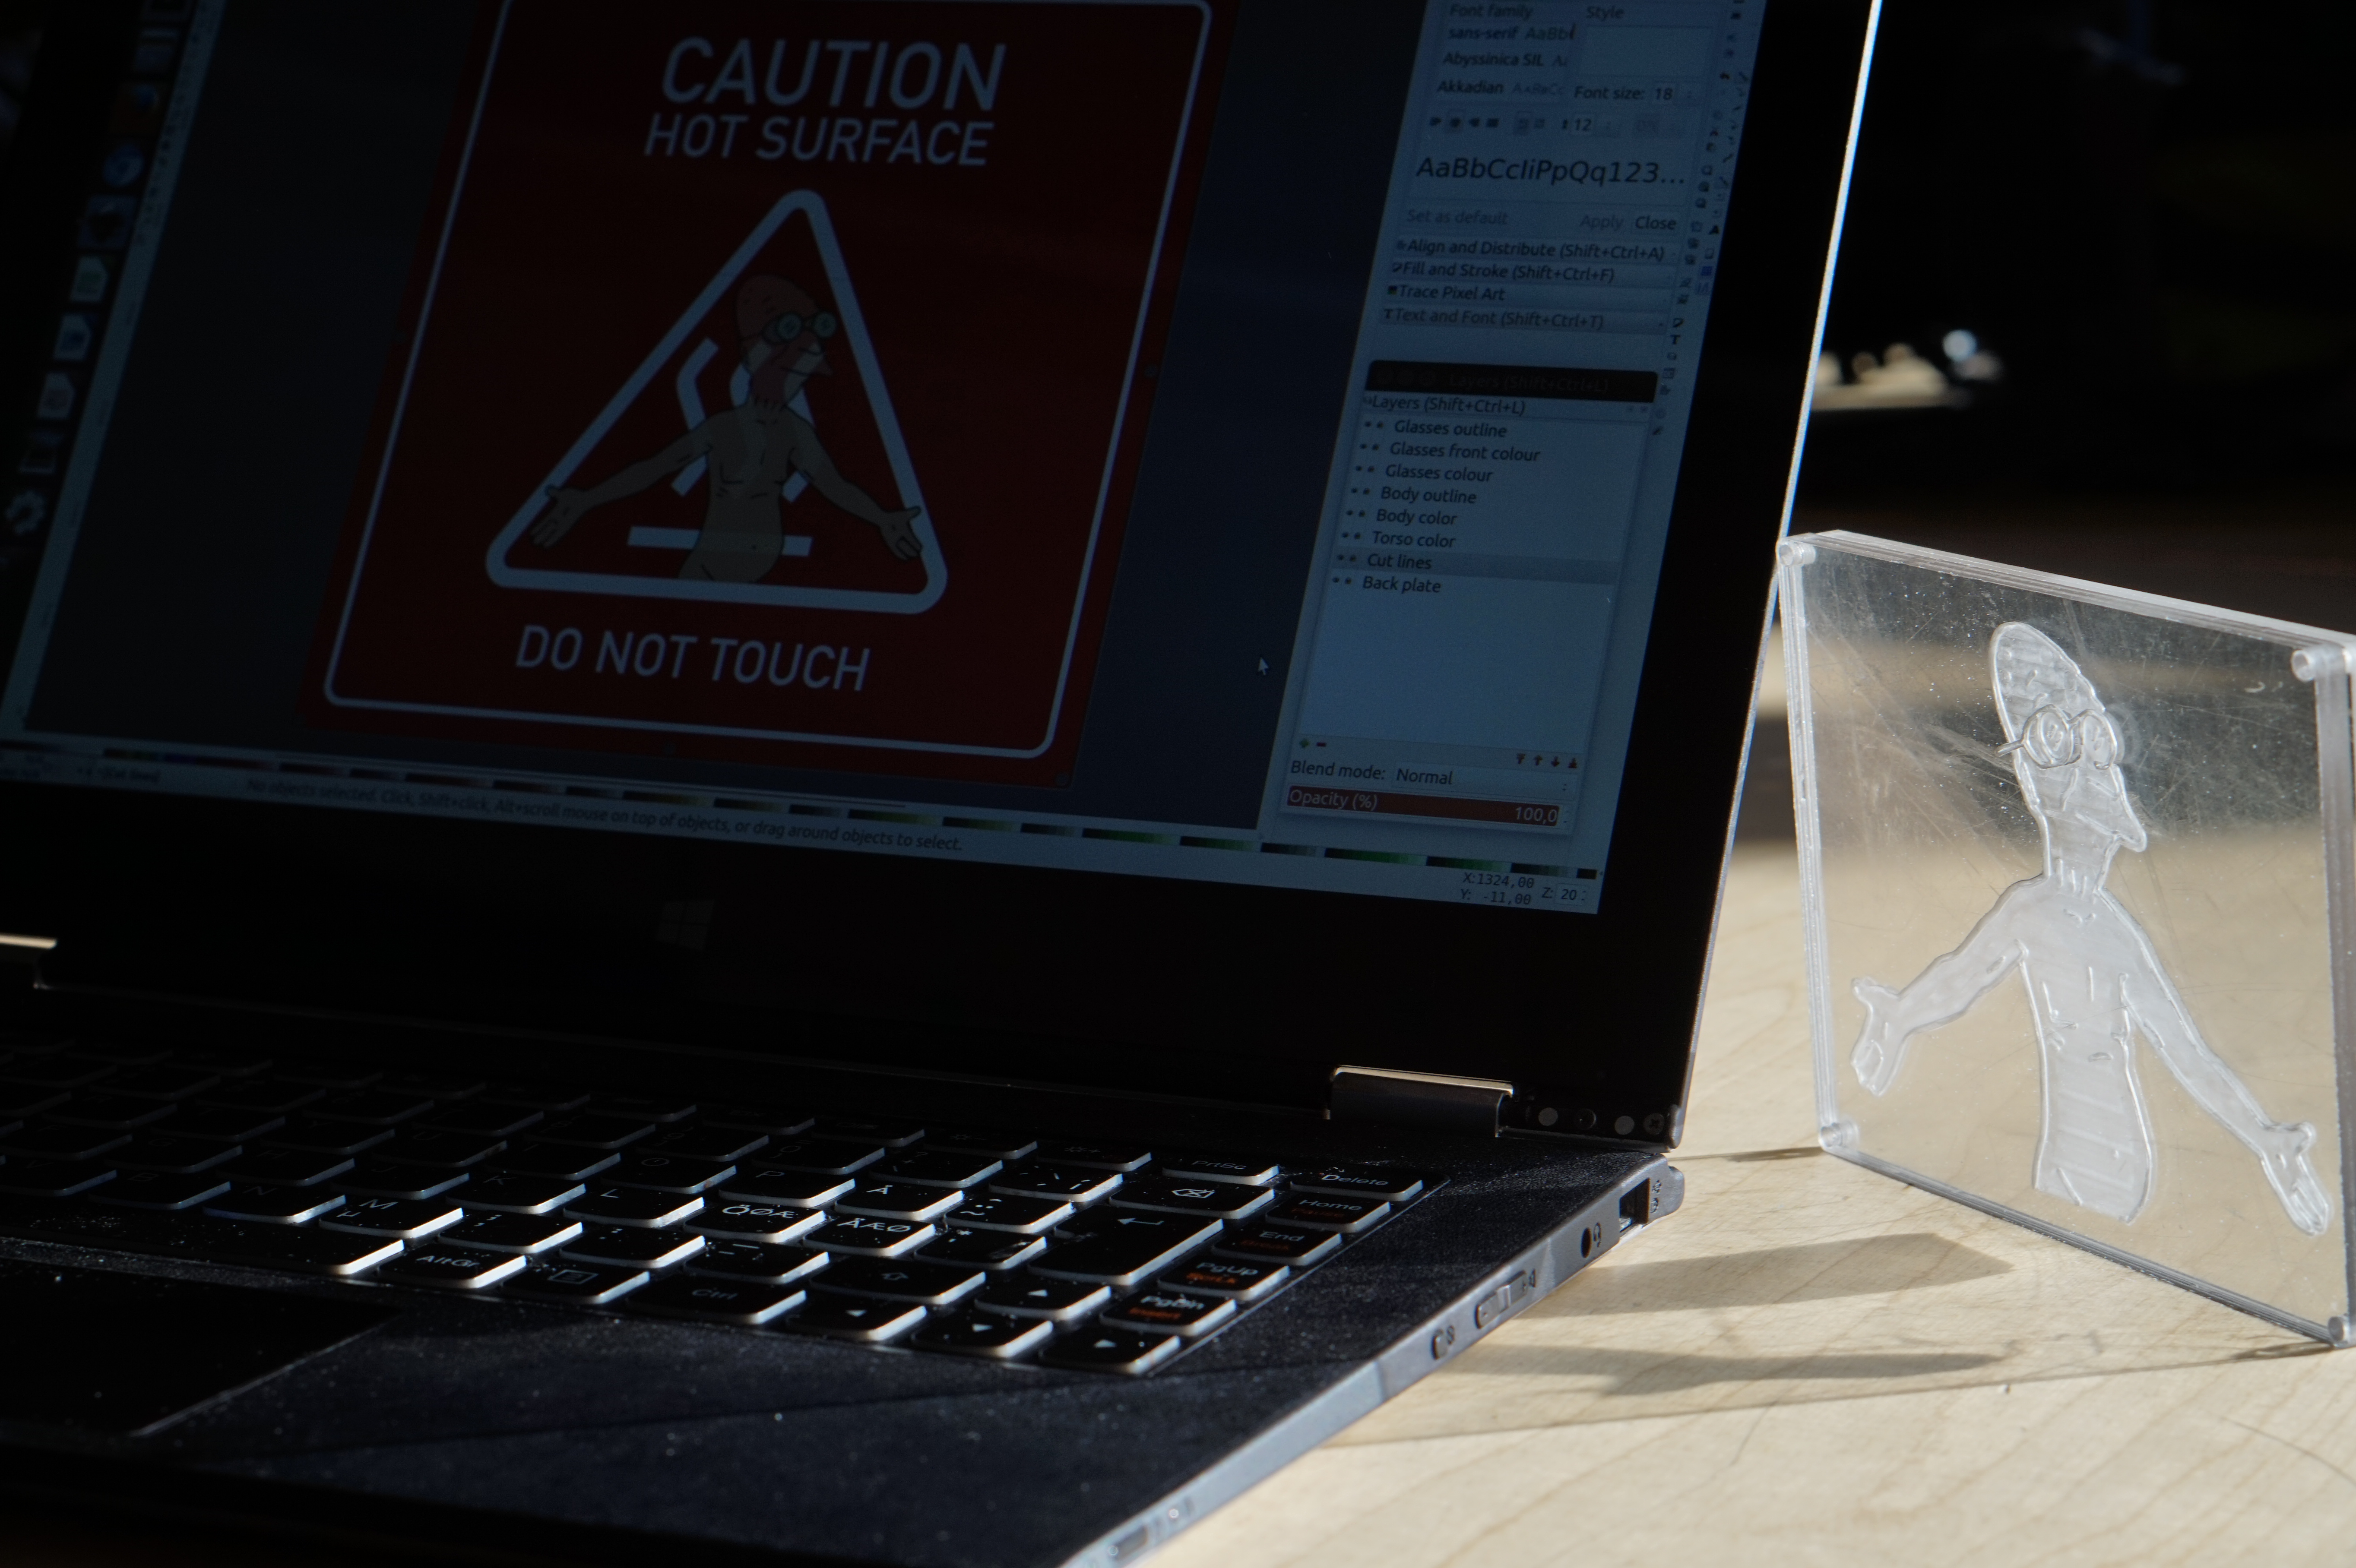 CAUTION
HOT SURFACE
DO NOT TOUCH
Font family
Style
sans-serif
Abyssinica SIL
Akkadian
Font size: 18
12
AaBbCcIiPpQq123...
Set as default
Apply
Close
Align and Distribute (Shift+Ctrl+A)
Fill and Stroke (Shift+Ctrl+F)
Trace Pixel Art
Text and Font (Shift+Ctrl+T)
Layers (Shift+Ctrl+L)
Layers (Shift+Ctrl+L)
Glasses outline
Glasses front colour
Glasses colour
Body outline
Body color
Torso color
Cut lines
Back plate
Blend mode: Normal
Opacity (%) 100,0
No objects selected. Click, Shift+click, Alt+scroll mouse on top of objects, or drag around objects to select.
X:1324,00
Y: -11,00
Z: 20
PrtSc
Delete
P
Å
K
L
ÖØÆ
ÄÆØ
Home
N
M
End
AltGr
Ctrl
PgUp
PgDn